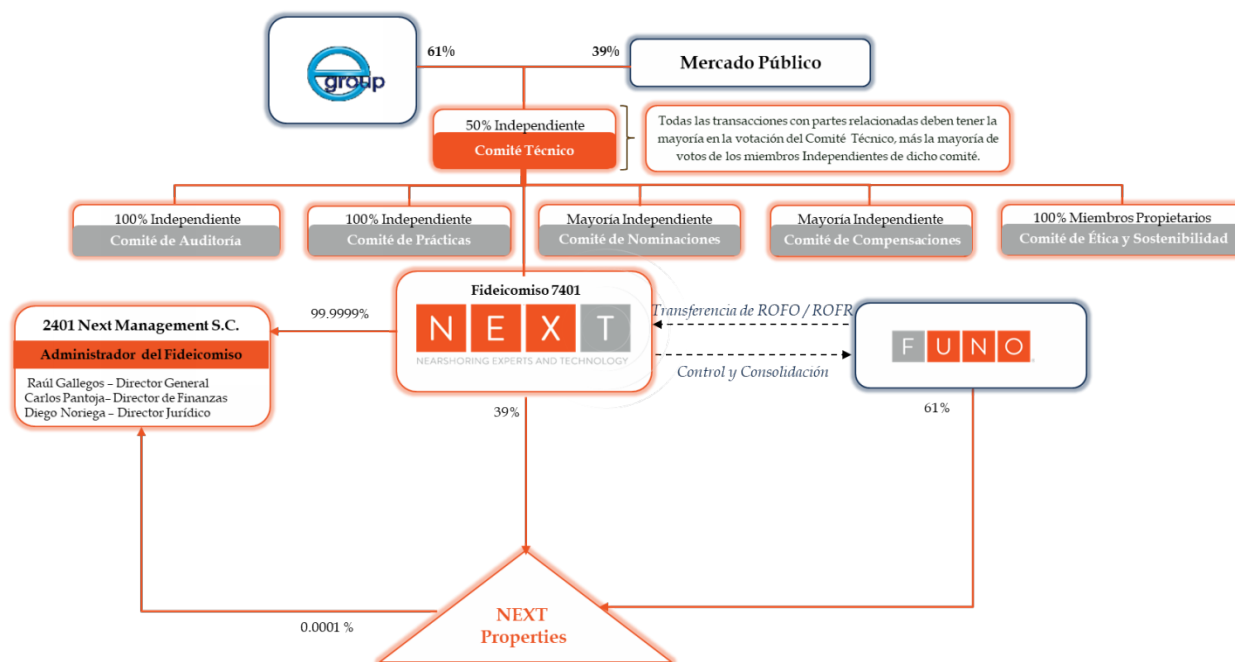 e
group
61%
39%
Mercado Público
50% Independiente
Comité Técnico
Todas las transacciones con partes relacionadas deben tener la
mayoría en la votación del Comité Técnico, más la mayoría de
votos de los miembros Independientes de dicho comité.
100% Independiente
Comité de Auditoría
100% Independiente
Comité de Prácticas
Mayoría Independiente
Comité de Nominaciones
Mayoría Independiente
Comité de Compensaciones
100% Miembros Propietarios
Comité de Ética y Sostenibilidad
Fideicomiso 7401
NEXT
NEARSHORING EXPERTS AND TECHNOLOGY
99.9999%
2401 Next Management S.C.
Administrador del Fideicomiso
Raúl Gallegos – Director General
Carlos Pantoja– Director de Finanzas
Diego Noriega – Director Jurídico
Transferencia de ROFO / ROFR
Control y Consolidación
FUNO
39%
61%
0.0001 %
NEXT
Properties